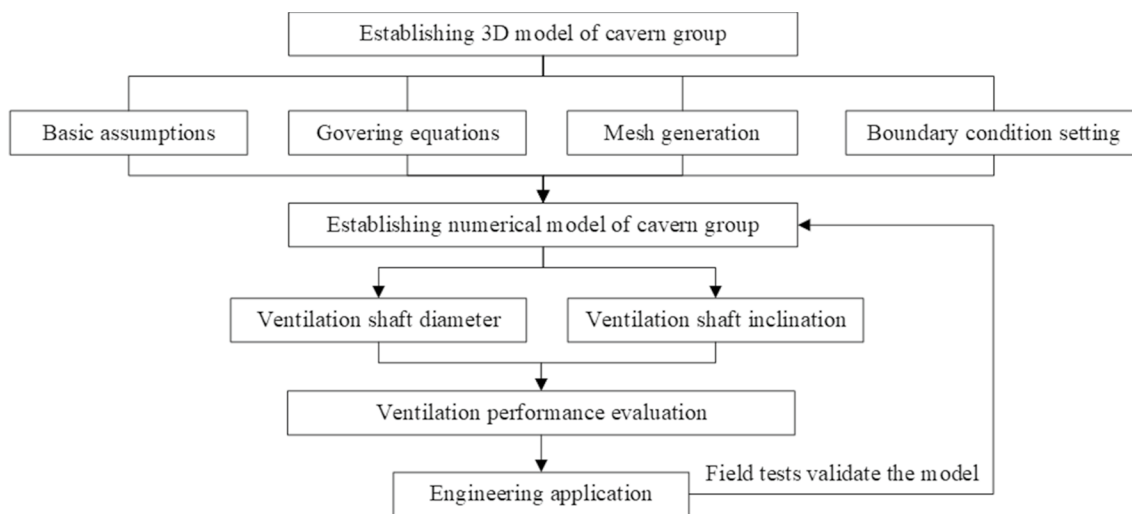 Establishing 3D model of cavern group
Basic assumptions
Govering equations
Mesh generation
Boundary condition setting
Establishing numerical model of cavern group
Ventilation shaft diameter
Ventilation shaft inclination
Ventilation performance evaluation
Field tests validate the model
Engineering application